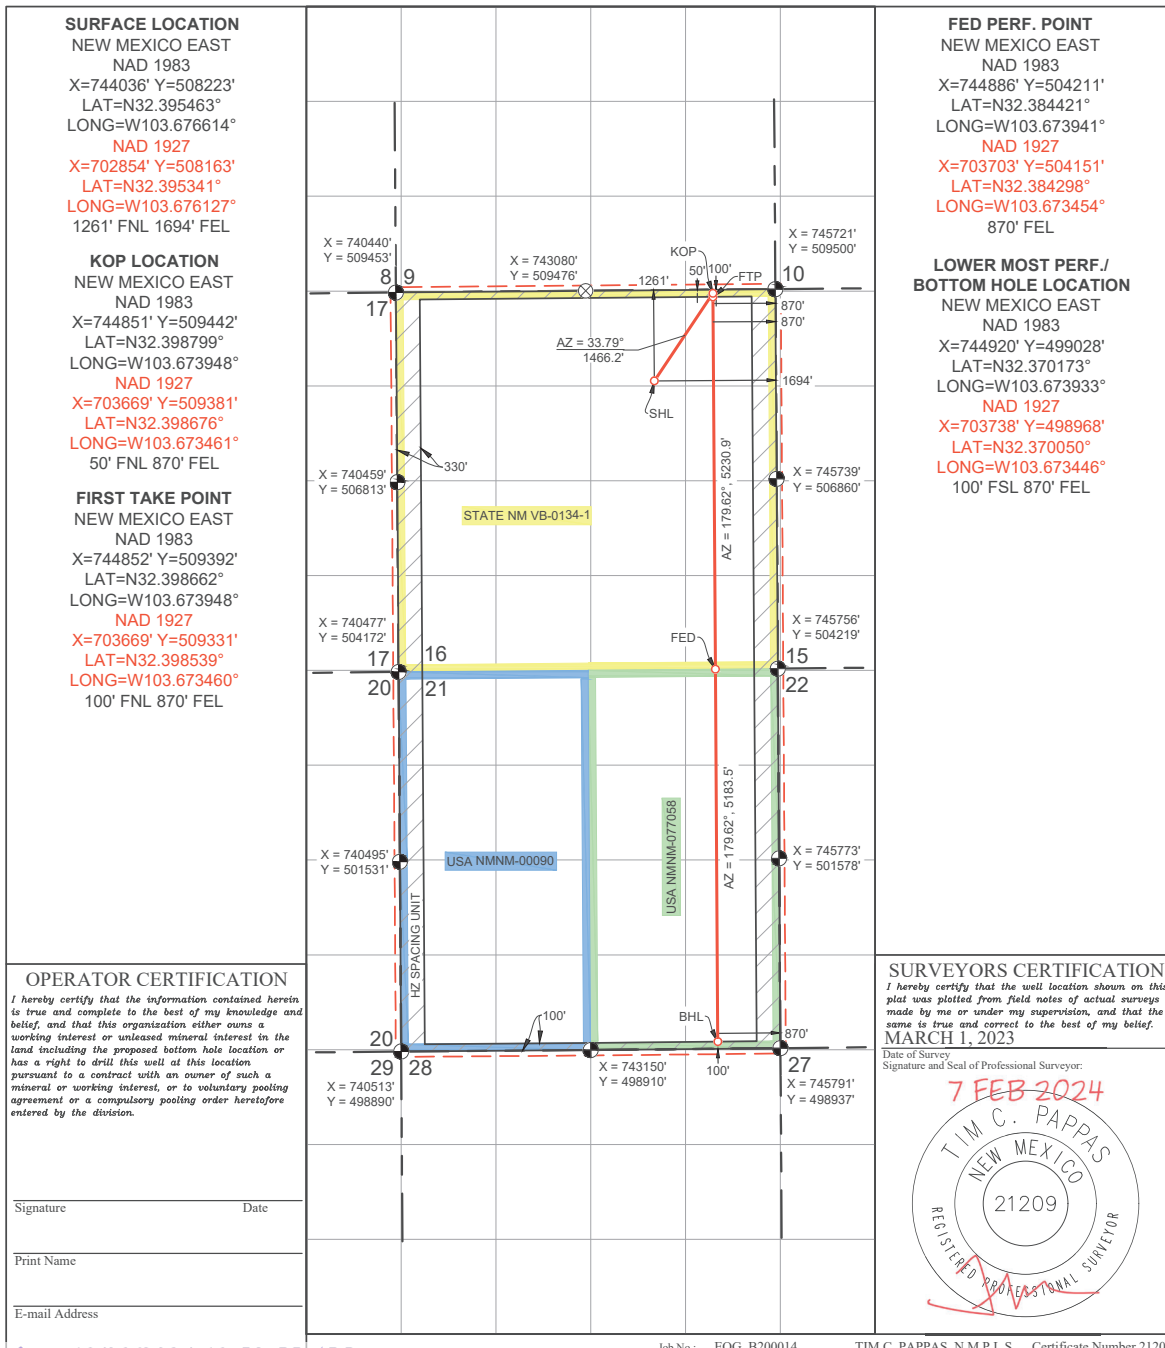 SURFACE LOCATION
NEW MEXICO EAST
NAD 1983
X=744036' Y=508223'
LAT=N32.395463°
LONG=W103.676614°
NAD 1927
X=702854' Y=508163'
LAT=N32.395341°
LONG=W103.676127°
1261' FNL 1694' FEL
KOP LOCATION
NEW MEXICO EAST
NAD 1983
X=744851' Y=509442'
LAT=N32.398799°
LONG=W103.673948°
NAD 1927
X=703669' Y=509381'
LAT=N32.398676°
LONG=W103.673461°
50' FNL 870' FEL
FIRST TAKE POINT
NEW MEXICO EAST
NAD 1983
X=744852' Y=509392'
LAT=N32.398662°
LONG=W103.673948°
NAD 1927
X=703669' Y=509331'
LAT=N32.398539°
LONG=W103.673460°
100' FNL 870' FEL
OPERATOR CERTIFICATION
I hereby certify that the information contained herein
is true and complete to the best of my knowledge and
belief, and that this organization either owns a
working interest or unleased mineral interest in the
land including the proposed bottom hole location or
has a right to drill this well at this location
pursuant to a contract with an owner of such a
mineral or working interest, or to voluntary pooling
agreement or a compulsory pooling order heretofore
entered by the division.
Signature Date
Print Name
E-mail Address
X = 740440'
Y = 509453'
X = 743080'
Y = 509476'
X = 745721'
Y = 509500'
KOP
50' 100'
FTP
1261'
8 9
10
17
870'
870'
AZ = 33.79°
1466.2'
1694'
SHL
330'
AZ = 179.62°, 5230.9'
X = 740459'
Y = 506813'
X = 745739'
Y = 506860'
STATE NM VB-0134-1
X = 740477'
Y = 504172'
X = 745756'
Y = 504219'
FED
17 16
15
20 21
22
AZ = 179.62°, 5183.5'
USA NMNM-077058
X = 740495'
Y = 501531'
USA NMNM-00090
X = 745773'
Y = 501578'
HZ SPACING UNIT
100'
BHL
870'
20
29 28
27
100'
X = 740513'
Y = 498890'
X = 743150'
Y = 498910'
X = 745791'
Y = 498937'
FED PERF. POINT
NEW MEXICO EAST
NAD 1983
X=744886' Y=504211'
LAT=N32.384421°
LONG=W103.673941°
NAD 1927
X=703703' Y=504151'
LAT=N32.384298°
LONG=W103.673454°
870' FEL
LOWER MOST PERF./
BOTTOM HOLE LOCATION
NEW MEXICO EAST
NAD 1983
X=744920' Y=499028'
LAT=N32.370173°
LONG=W103.673933°
NAD 1927
X=703738' Y=498968'
LAT=N32.370050°
LONG=W103.673446°
100' FSL 870' FEL
SURVEYORS CERTIFICATION
I hereby certify that the well location shown on this
plat was plotted from field notes of actual surveys
made by me or under my supervision, and that the
same is true and correct to the best of my belief.
MARCH 1, 2023
Date of Survey
Signature and Seal of Professional Surveyor:
7 FEB 2024
TIM C. PAPPAS
NEW MEXICO
21209
REGISTERED PROFESSIONAL SURVEYOR
Job No.: EOG_B200014
TIM C. PAPPAS, N.M.P.L.S.
Certificate Number 2120